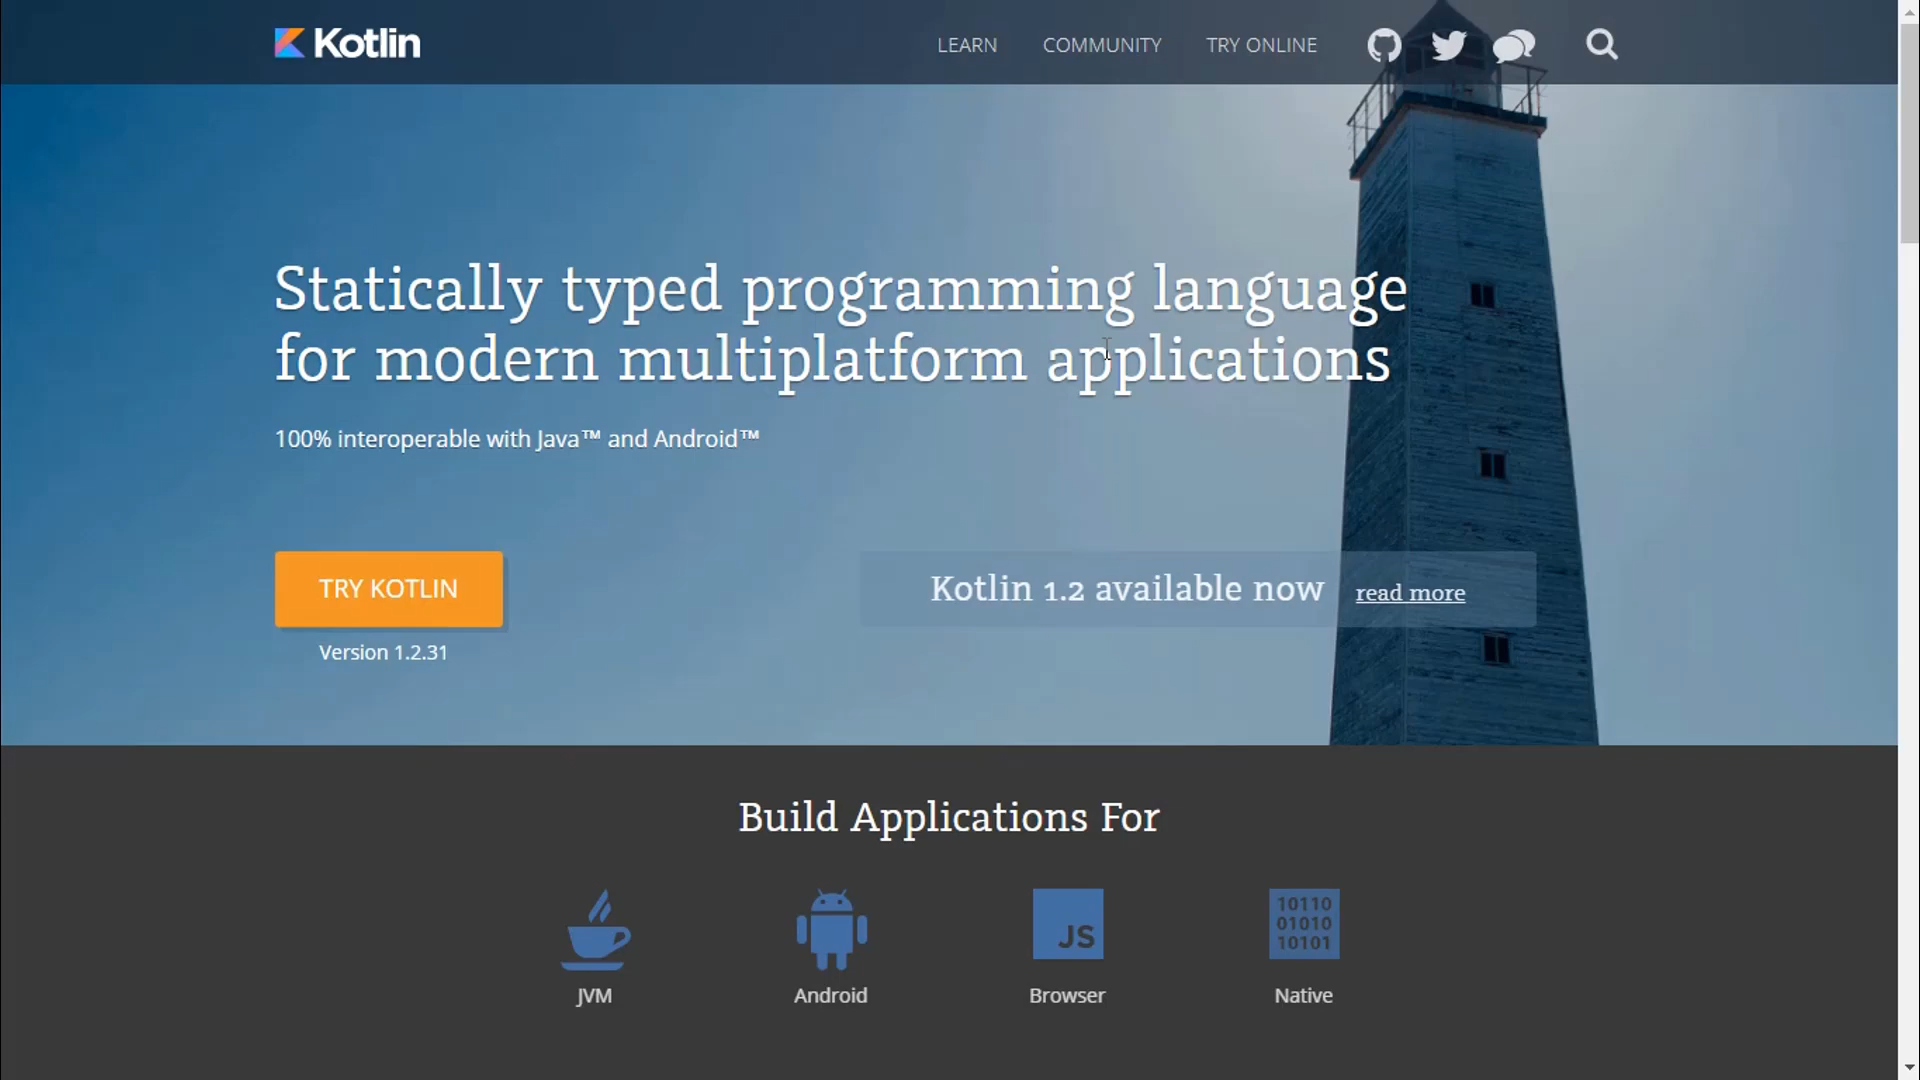 Kotlin
LEARN COMMUNITY TRY ONLINE
Statically typed programming language
for modern multiplatform applications
100% interoperable with Java™ and Android™
TRY KOTLIN
Kotlin 1.2 available now read more
Version 1.2.31
Build Applications For
JS
10110
01010
10101
JVM Android Browser Native